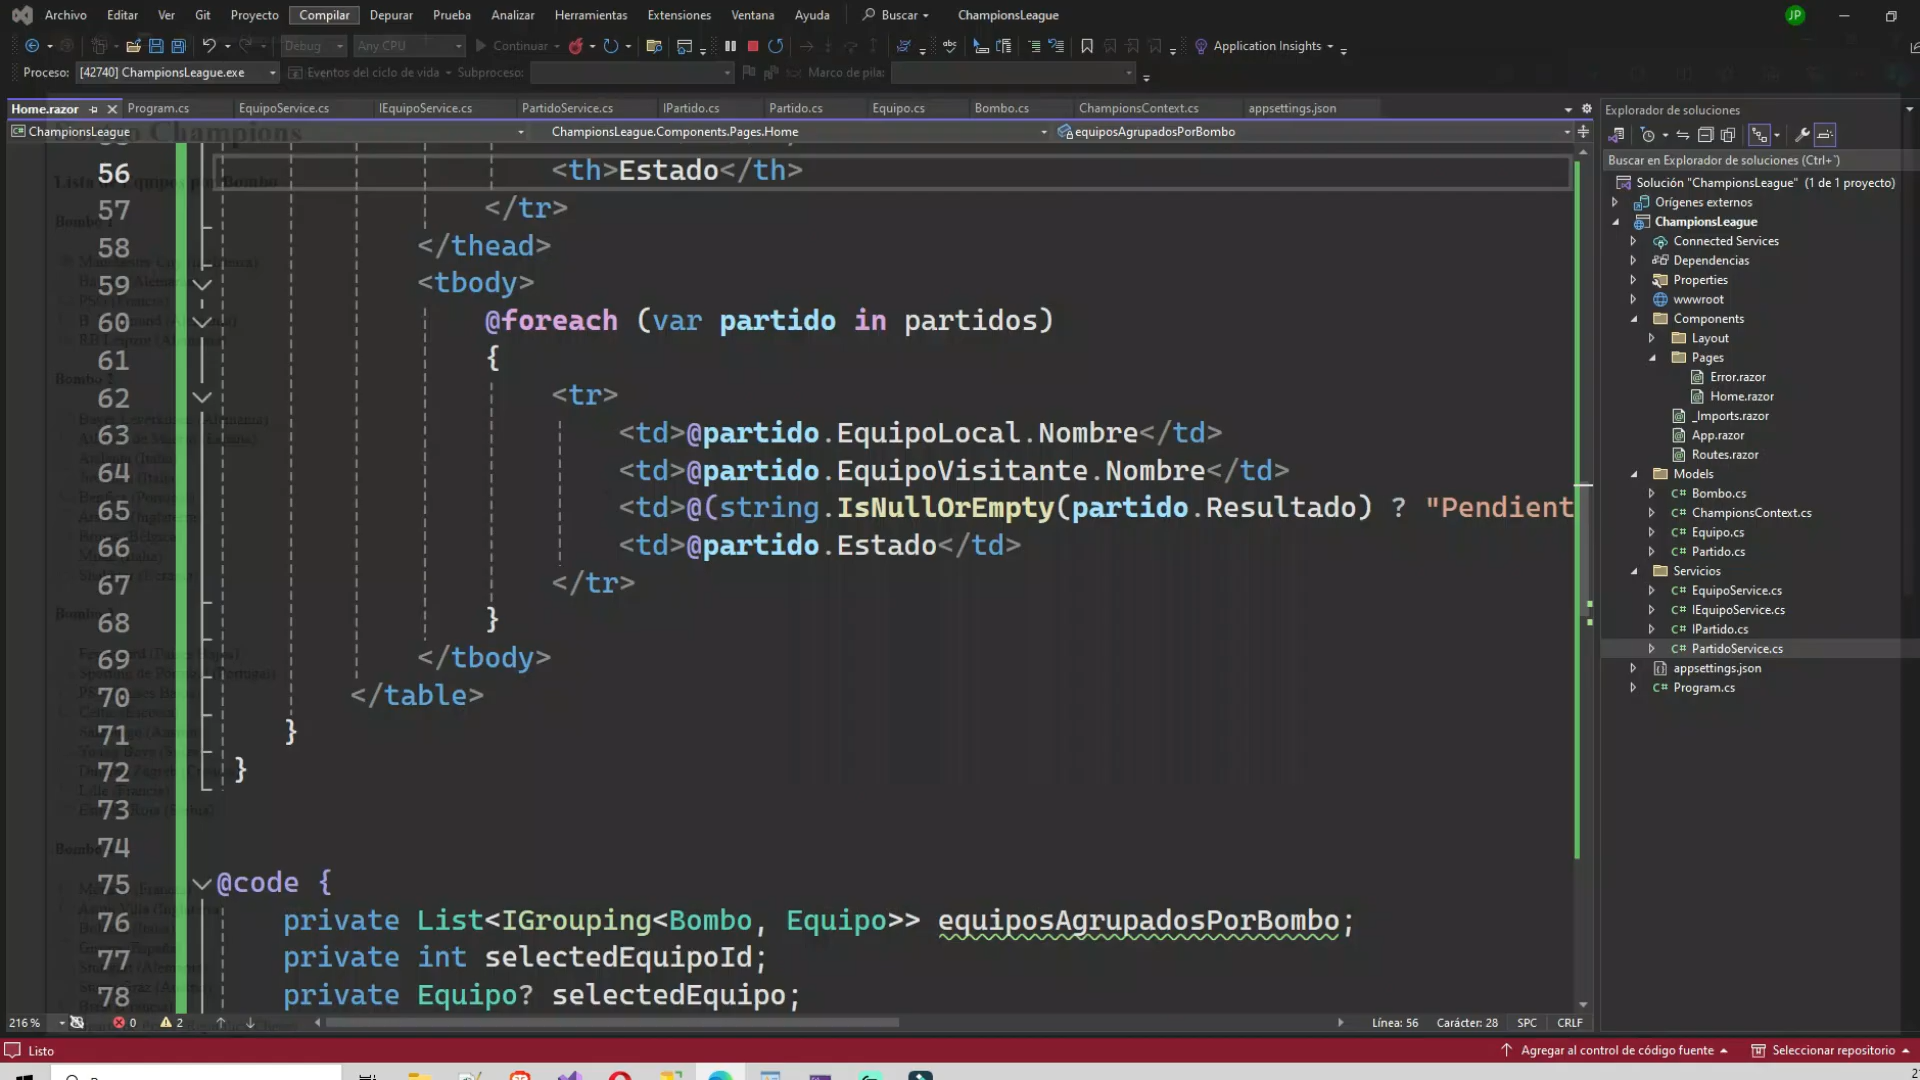 Archivo Editar Ver Git Proyecto Compilar Depurar Prueba Analizar Herramientas Extensiones Ventana Ayuda Buscar ChampionsLeague JP
Debug Any CPU Continuar Application Insights
Proceso: [42740] ChampionsLeague.exe Eventos del ciclo de vida Subproceso: Marco de pila:
Home.razor Program.cs EquipoService.cs IEquipoService.cs PartidoService.cs IPartido.cs Partido.cs Equipo.cs Bombo.cs ChampionsContext.cs appsettings.json
ChampionsLeague ChampionsLeague.Components.Pages.Home equiposAgrupadosPorBombo
56 <th>Estado</th>
57 </tr>
58 </thead>
59 <tbody>
60 @foreach (var partido in partidos)
61 {
62 <tr>
63 <td>@partido.EquipoLocal.Nombre</td>
64 <td>@partido.EquipoVisitante.Nombre</td>
65 <td>@(string.IsNullOrEmpty(partido.Resultado) ? "Pendient
66 <td>@partido.Estado</td>
67 </tr>
68 }
69 </tbody>
70 </table>
71 }
72 }
73
74
75 @code {
76 private List<IGrouping<Bombo, Equipo>> equiposAgrupadosPorBombo;
77 private int selectedEquipoId;
78 private Equipo? selectedEquipo;
216 % 0 2 Línea: 56 Carácter: 28 SPC CRLF
Explorador de soluciones
Buscar en Explorador de soluciones (Ctrl+´)
Solución "ChampionsLeague" (1 de 1 proyecto)
Orígenes externos
ChampionsLeague
Connected Services
Dependencias
Properties
wwwroot
Components
Layout
Pages
Error.razor
Home.razor
_Imports.razor
App.razor
Routes.razor
Models
Bombo.cs
ChampionsContext.cs
Equipo.cs
Partido.cs
Servicios
EquipoService.cs
IEquipoService.cs
IPartido.cs
PartidoService.cs
appsettings.json
Program.cs
Listo Agregar al control de código fuente Seleccionar repositorio